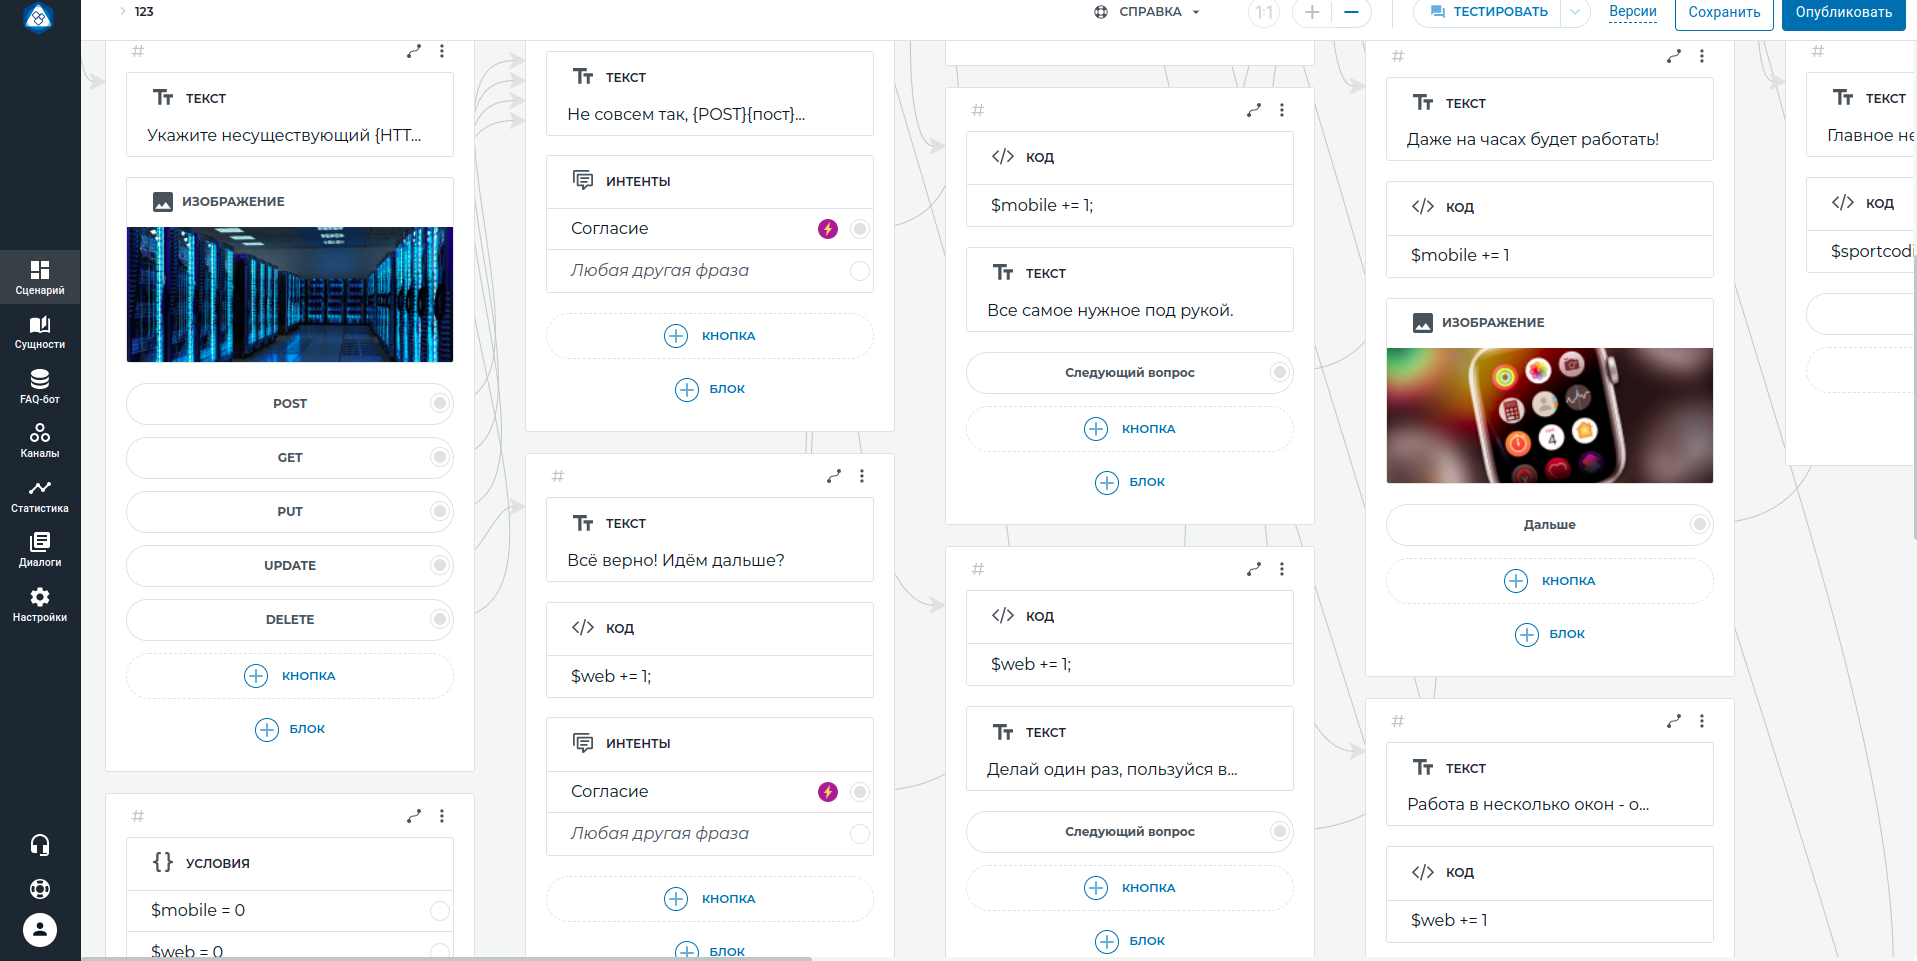 123
СПРАВКА
1:1
ТЕСТИРОВАТЬ
Версии
Сохранить
Опубликовать
Сценарий
Сущности
FAQ-бот
Каналы
Статистика
Диалоги
Настройки
#
ТЕКСТ
Укажите несуществующий {HTT...
ИЗОБРАЖЕНИЕ
POST
GET
PUT
UPDATE
DELETE
КНОПКА
БЛОК
#
УСЛОВИЯ
$mobile = 0
$web = 0
ТЕКСТ
Не совсем так, {POST}{пост}...
ИНТЕНТЫ
Согласие
Любая другая фраза
КНОПКА
БЛОК
#
ТЕКСТ
Всё верно! Идём дальше?
КОД
$web += 1;
ИНТЕНТЫ
Согласие
Любая другая фраза
КНОПКА
БЛОК
#
КОД
$mobile += 1;
ТЕКСТ
Все самое нужное под рукой.
Следующий вопрос
КНОПКА
БЛОК
#
КОД
$web += 1;
ТЕКСТ
Делай один раз, пользуйся в...
Следующий вопрос
КНОПКА
БЛОК
#
ТЕКСТ
Даже на часах будет работать!
КОД
$mobile += 1
ИЗОБРАЖЕНИЕ
4
Дальше
КНОПКА
БЛОК
#
ТЕКСТ
Работа в несколько окон - о...
КОД
$web += 1
#
ТЕКСТ
Главное не
КОД
$sportcodi